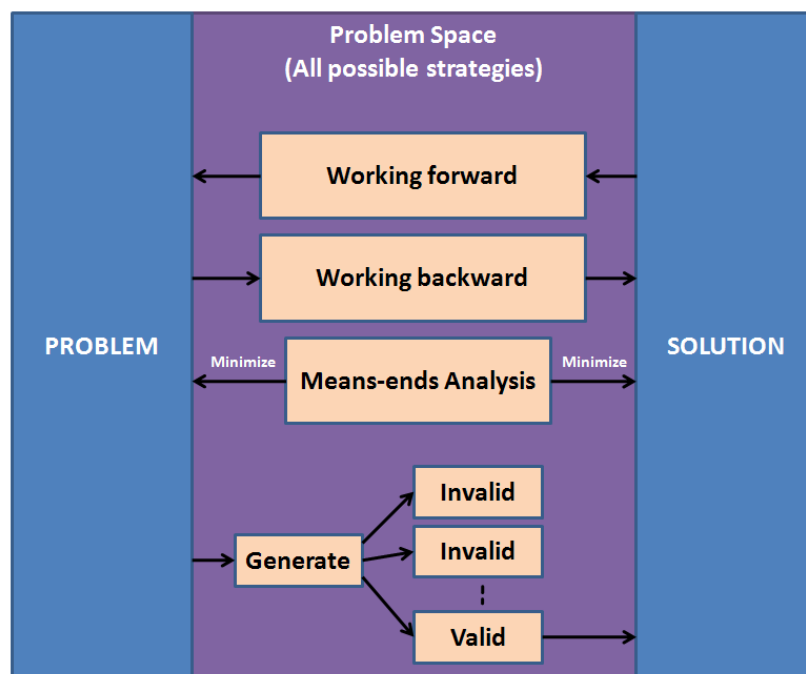 Problem Space
(All possible strategies)
Working forward
Working backward
PROBLEM
Minimize
Means-ends Analysis
Minimize
SOLUTION
Invalid
Generate
Invalid
Valid